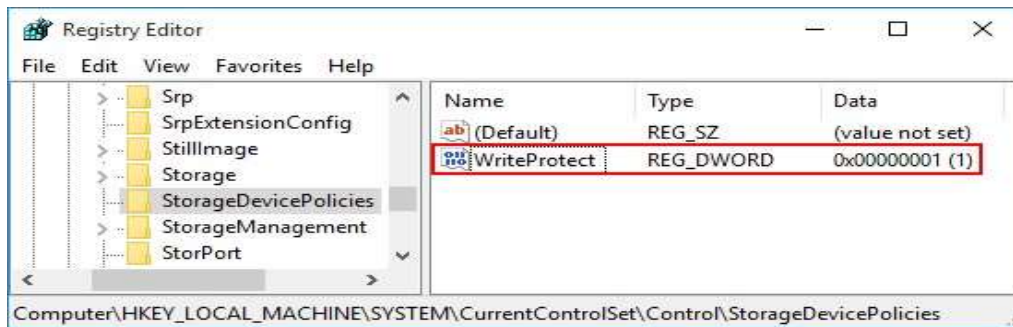 Registry Editor
File Edit View Favorites Help
Srp
SrpExtensionConfig
StillImage
Storage
StorageDevicePolicies
StorageManagement
StorPort
Name Type Data
ab (Default) REG_SZ (value not set)
WriteProtect REG_DWORD 0x00000001 (1)
Computer\HKEY_LOCAL_MACHINE\SYSTEM\CurrentControlSet\Control\StorageDevicePolicies